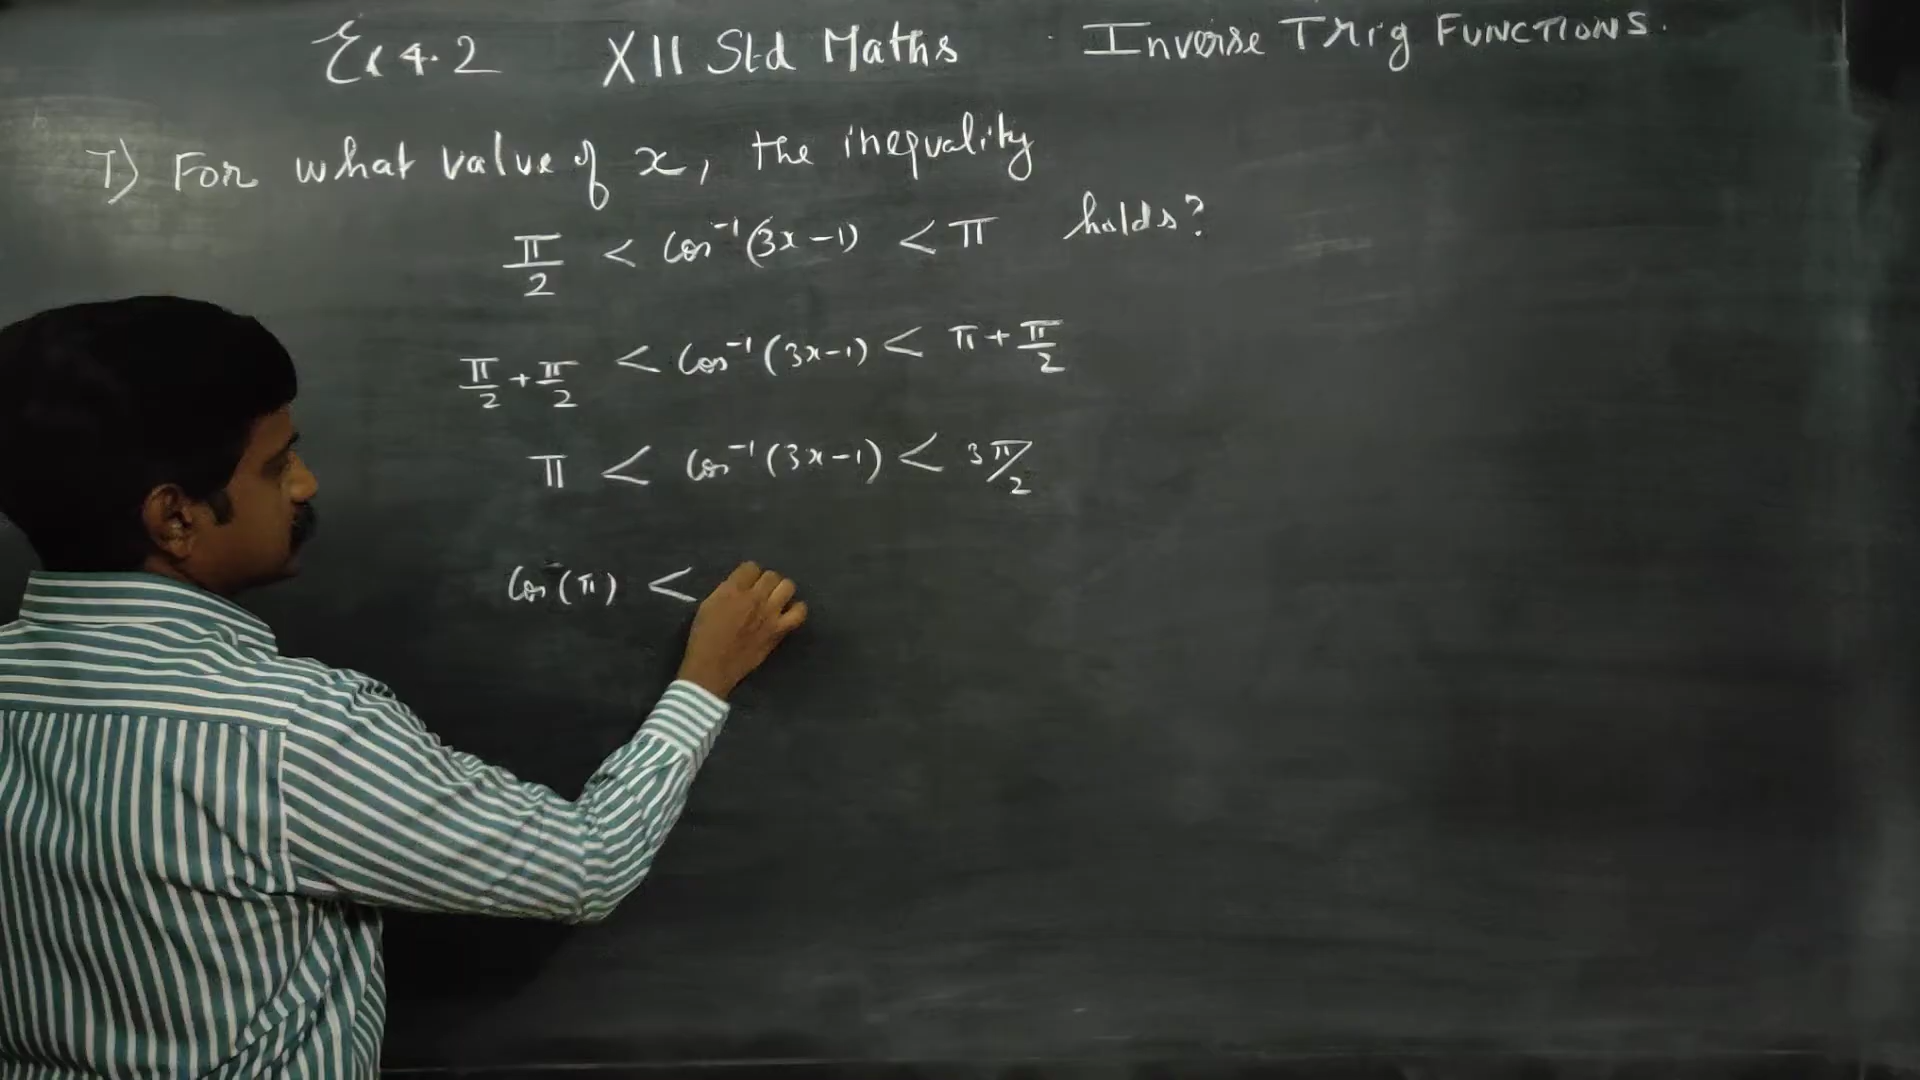 Ex 4.2 XII Std Maths . Inverse Trig FUNCTIONS.
7) For what value of x, the inequality
π/2 < cos⁻¹(3x-1) < π holds?
π/2 + π/2 < cos⁻¹(3x-1) < π + π/2
π < cos⁻¹(3x-1) < 3π/2
cos(π) <